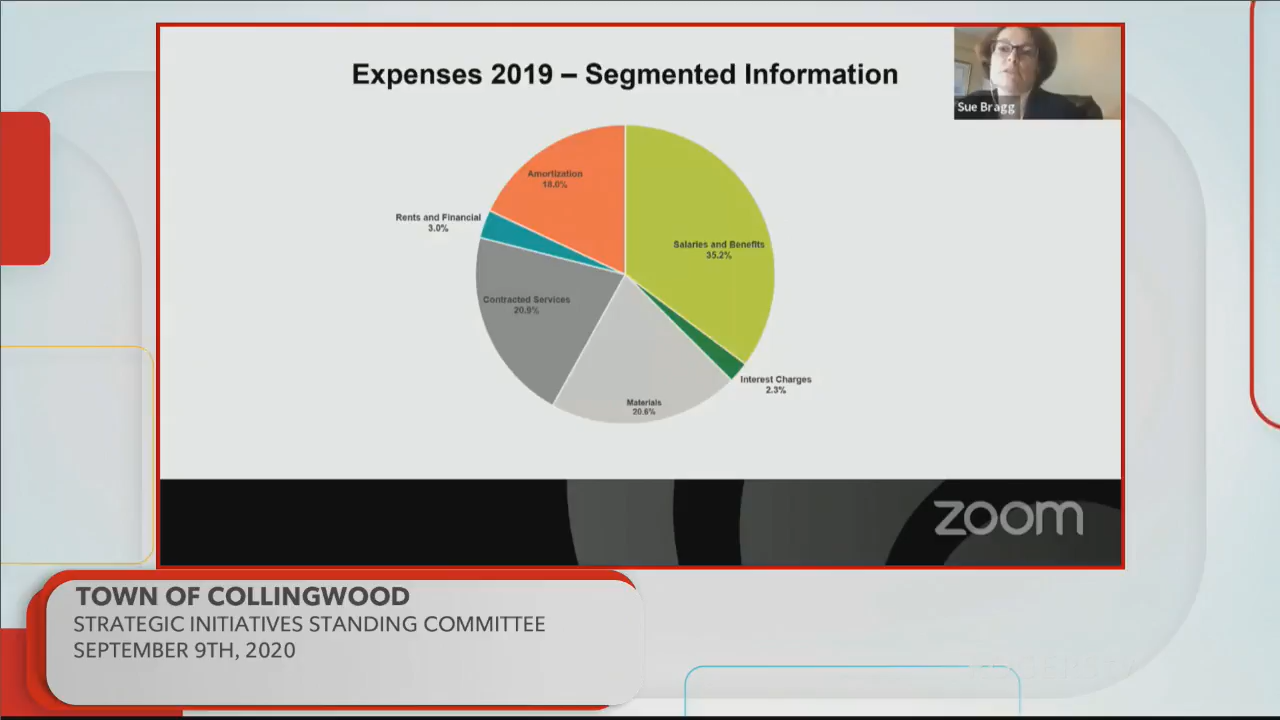 Expenses 2019 – Segmented Information
Sue Bragg
Amortization
18.0%
Rents and Financial
3.0%
Salaries and Benefits
35.2%
Contracted Services
20.9%
Interest Charges
2.3%
Materials
20.6%
zoom
TOWN OF COLLINGWOOD
STRATEGIC INITIATIVES STANDING COMMITTEE
SEPTEMBER 9TH, 2020